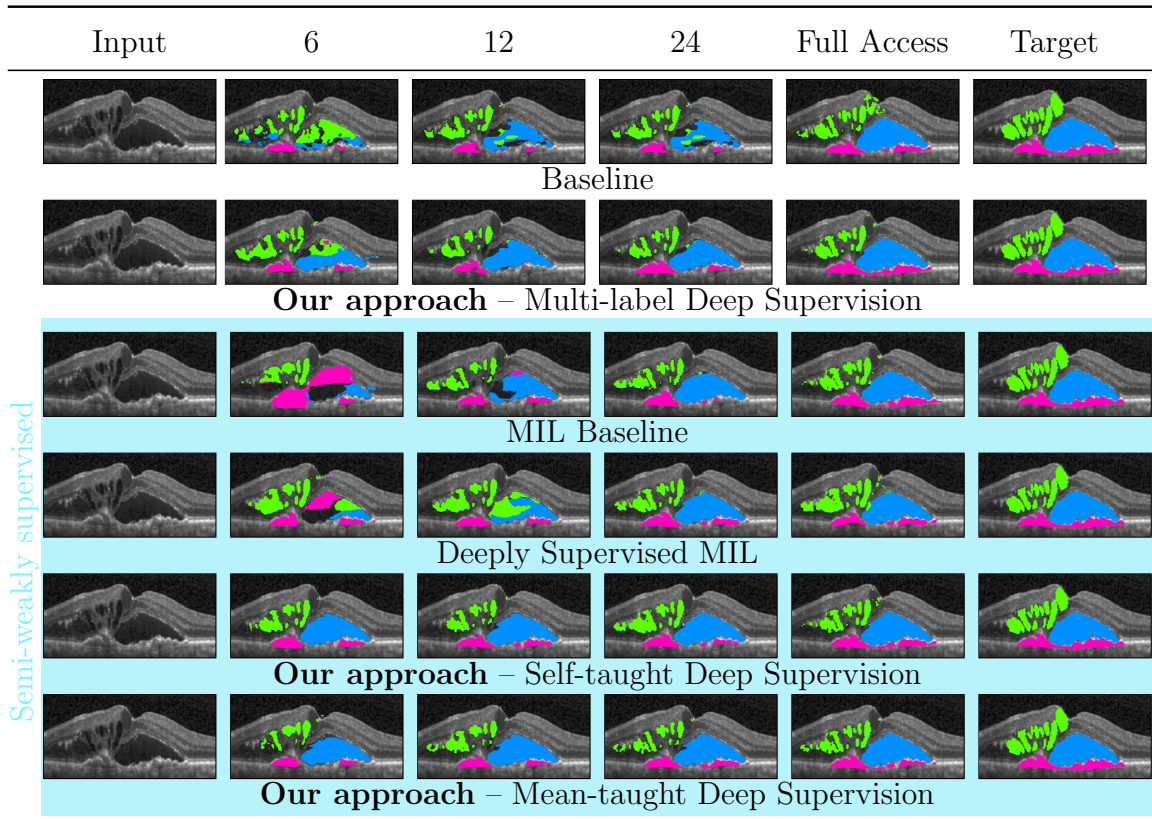 Input 6 12 24 Full Access Target
Baseline
Our approach – Multi-label Deep Supervision
Semi-weakly supervised
MIL Baseline
Deeply Supervised MIL
Our approach – Self-taught Deep Supervision
Our approach – Mean-taught Deep Supervision